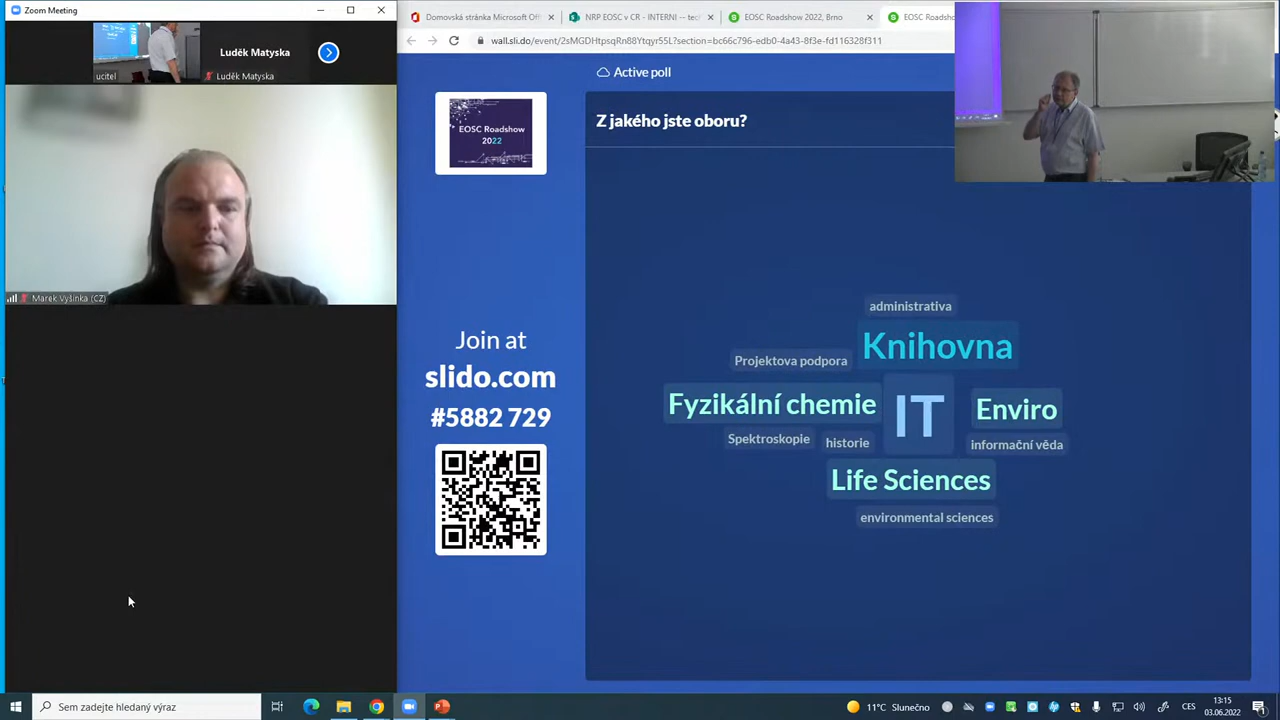 Zoom Meeting
ucitel
Luděk Matyska
Luděk Matyska
Marek Vyšinka (CZ)
Domovská stránka Microsoft O
NRP EOSC v CR - INTERNI — tec
EOSC Roadshow 2022, Brno
EOSC Roadsho
wall.sli.do/event/2sMGDHtpsqRn88Ytqyr55L?section=bc66c796-edb0-4a43-8f3e-fd116328f311
Active poll
EOSC Roadshow
2022
Z jakého jste oboru?
Join at
slido.com
#5882 729
administrativa
Knihovna
Projektova podpora
Fyzikální chemie
IT
Enviro
Spektroskopie
historie
informační věda
Life Sciences
environmental sciences
Sem zadejte hledaný výraz
11°C Slunečno
CES
13:15
03.06.2022